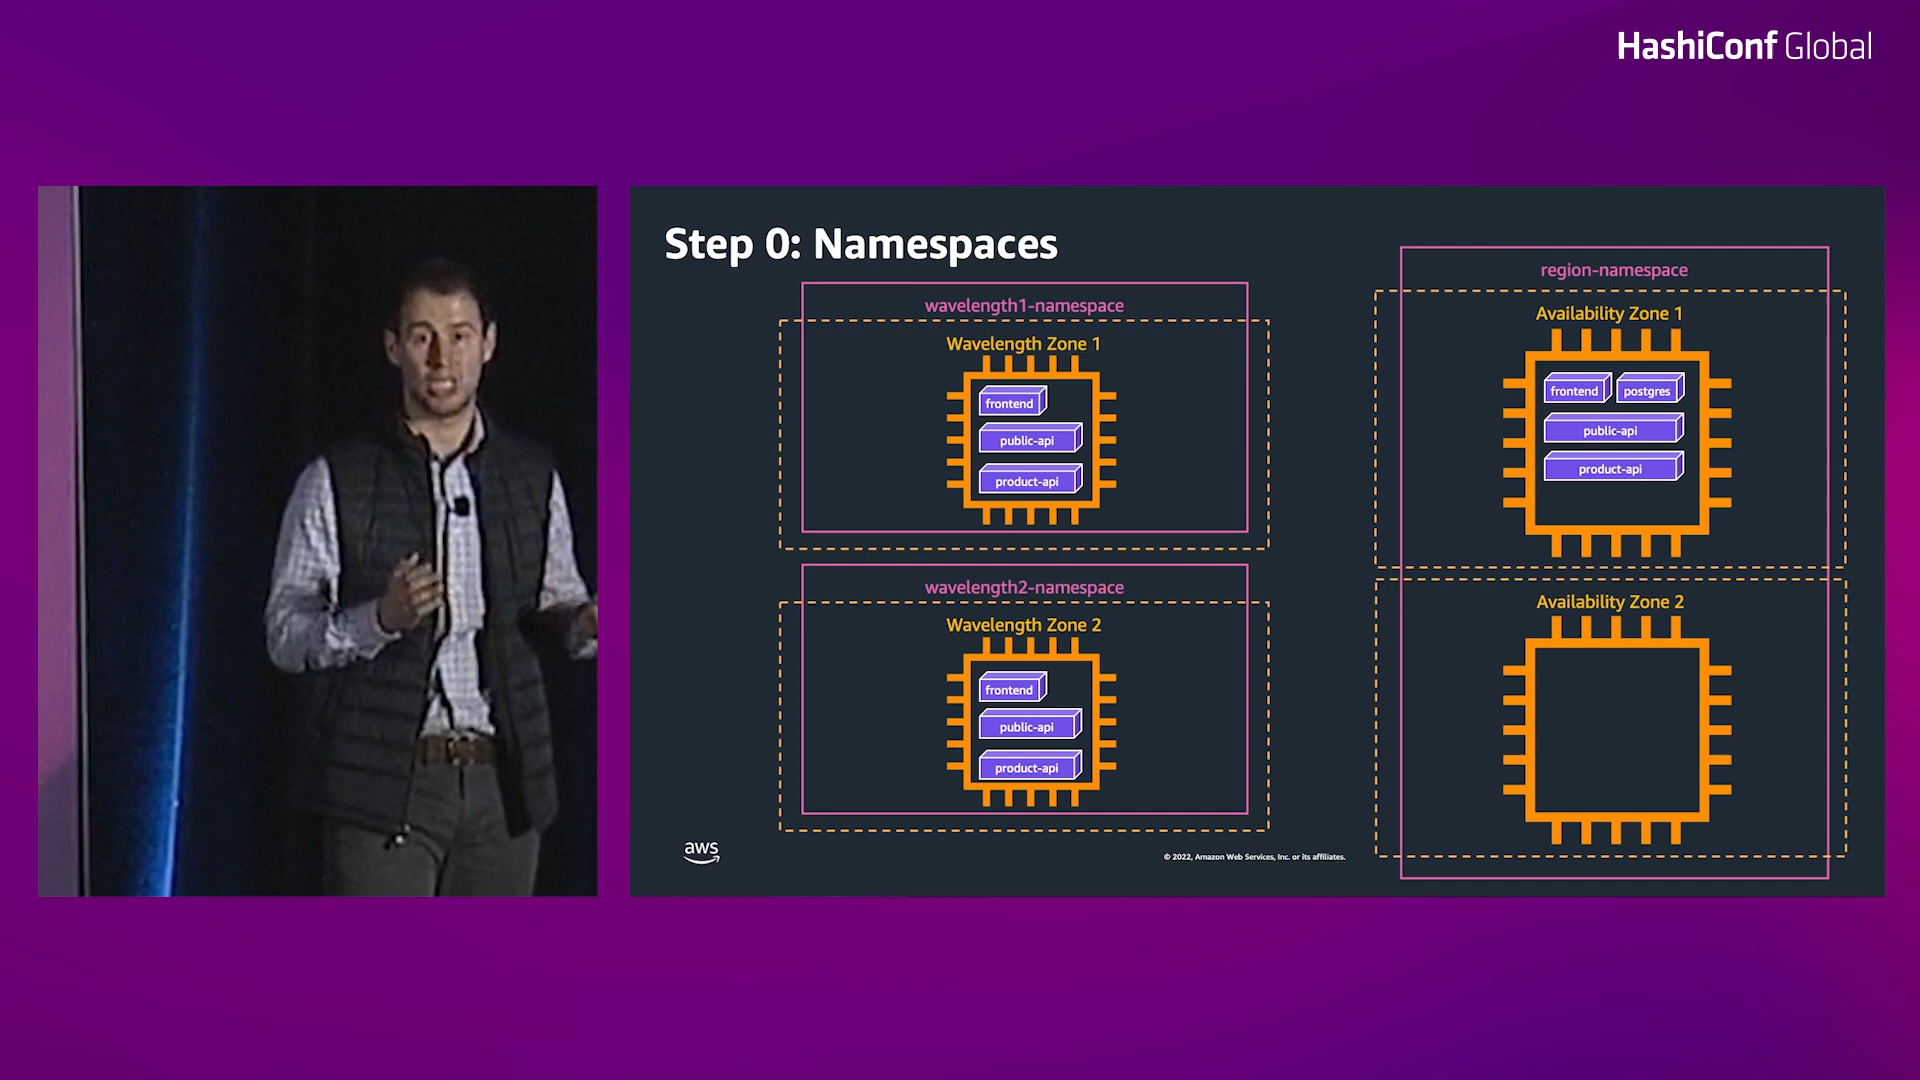 HashiConf Global
Step 0: Namespaces
wavelength1-namespace
Wavelength Zone 1
frontend
public-api
product-api
wavelength2-namespace
Wavelength Zone 2
frontend
public-api
product-api
region-namespace
Availability Zone 1
frontend postgres
public-api
product-api
Availability Zone 2
aws
© 2022, Amazon Web Services, Inc. or its affiliates.